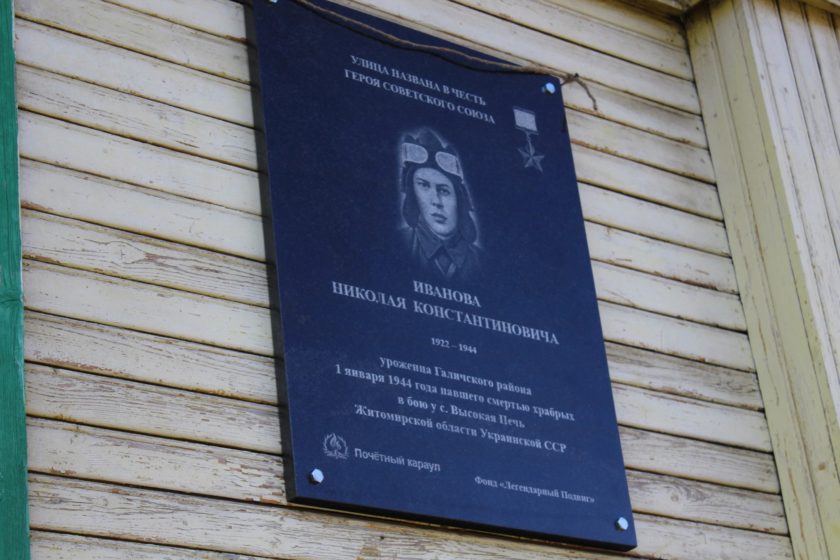 УЛИЦА НАЗВАНА В ЧЕСТЬ
ГЕРОЯ СОВЕТСКОГО СОЮЗА
ИВАНОВА
НИКОЛАЯ КОНСТАНТИНОВИЧА
1922 – 1944
уроженца Галичского района
1 января 1944 года павшего смертью храбрых
в бою у с. Высокая Печь
Житомирской области Украинской ССР
Почётный караул
Фонд «Легендарный Подвиг»